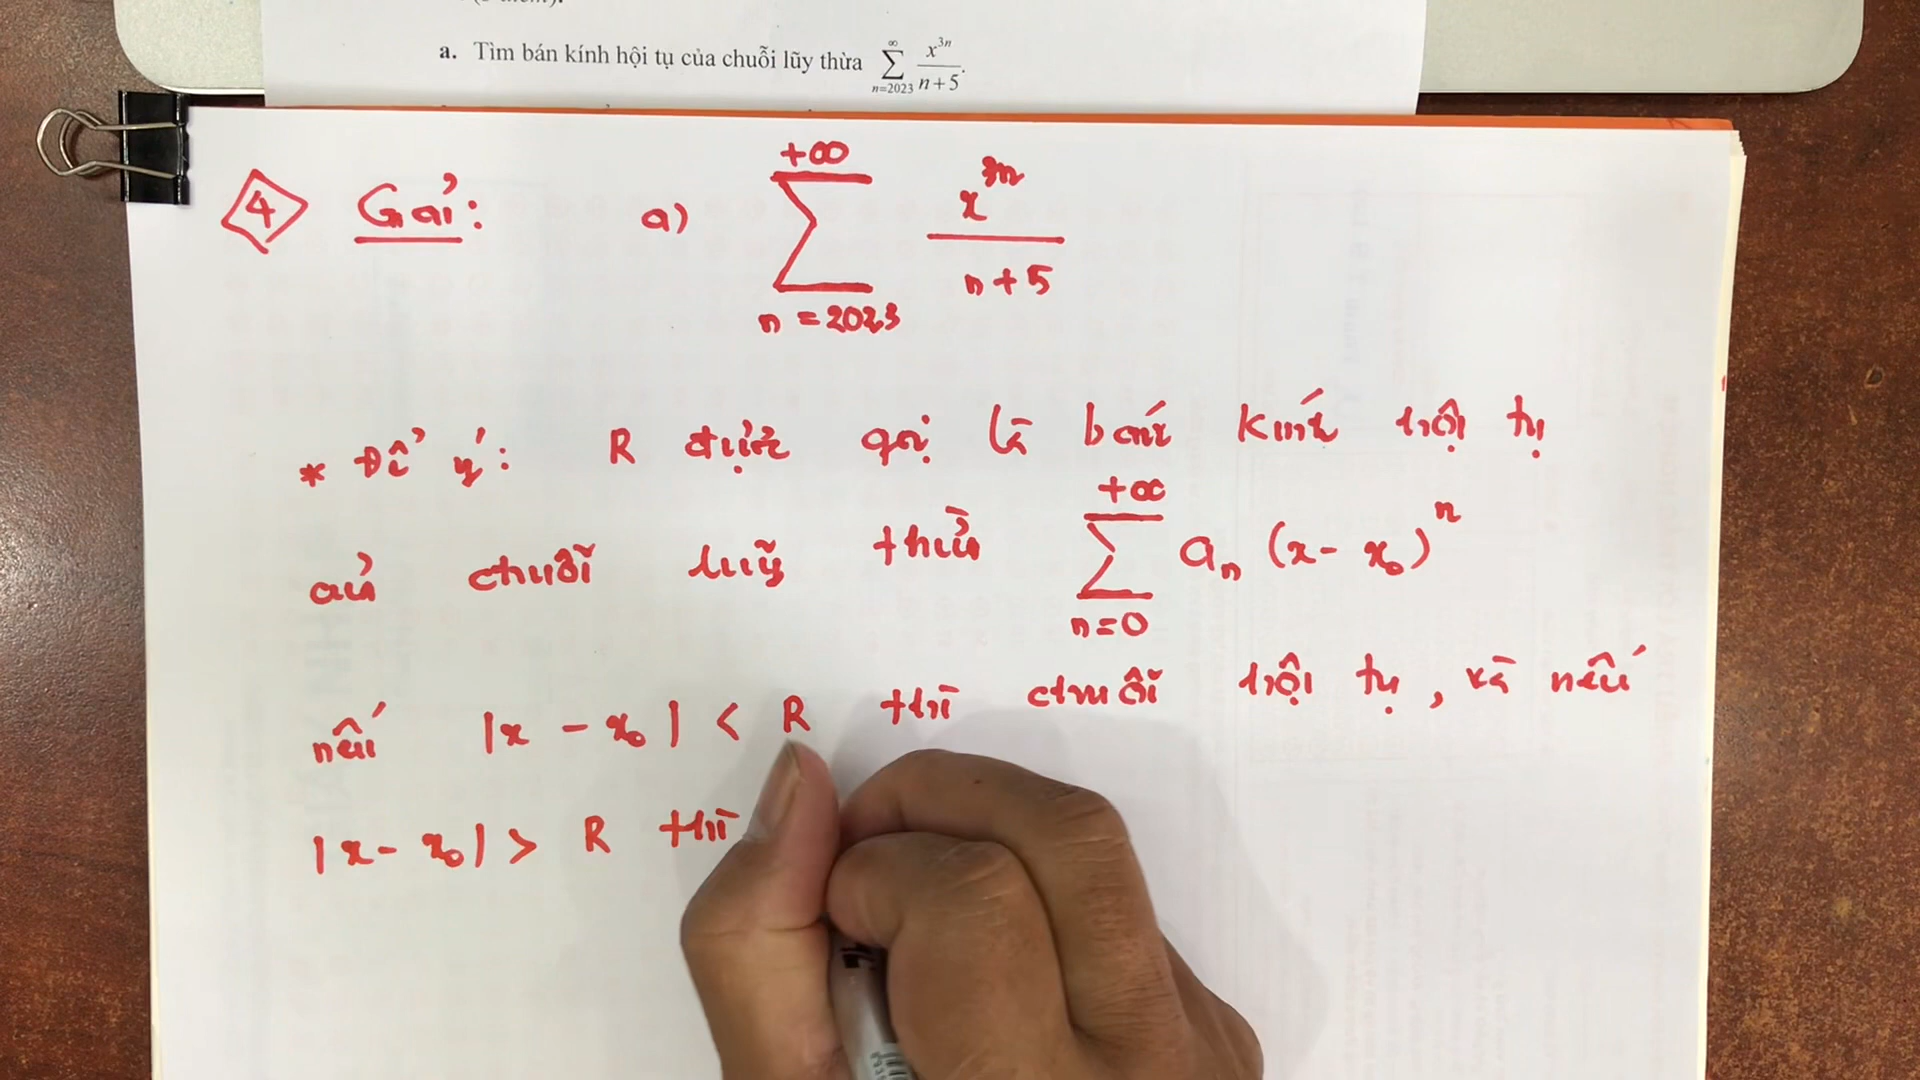 a. Tìm bán kính hội tụ của chuỗi lũy thừa ∑_{n=2023}^{∞} x^{3n}/(n+5).
4 Giải: a) ∑_{n=2023}^{+∞} x^{3n}/(n+5)
* Để ý: R được gọi là bán kính hội tụ
của chuỗi luỹ thừa ∑_{n=0}^{+∞} a_n (x - x_0)^n
nếu |x - x_0| < R thì chuỗi hội tụ, và nếu
|x - x_0| > R thì